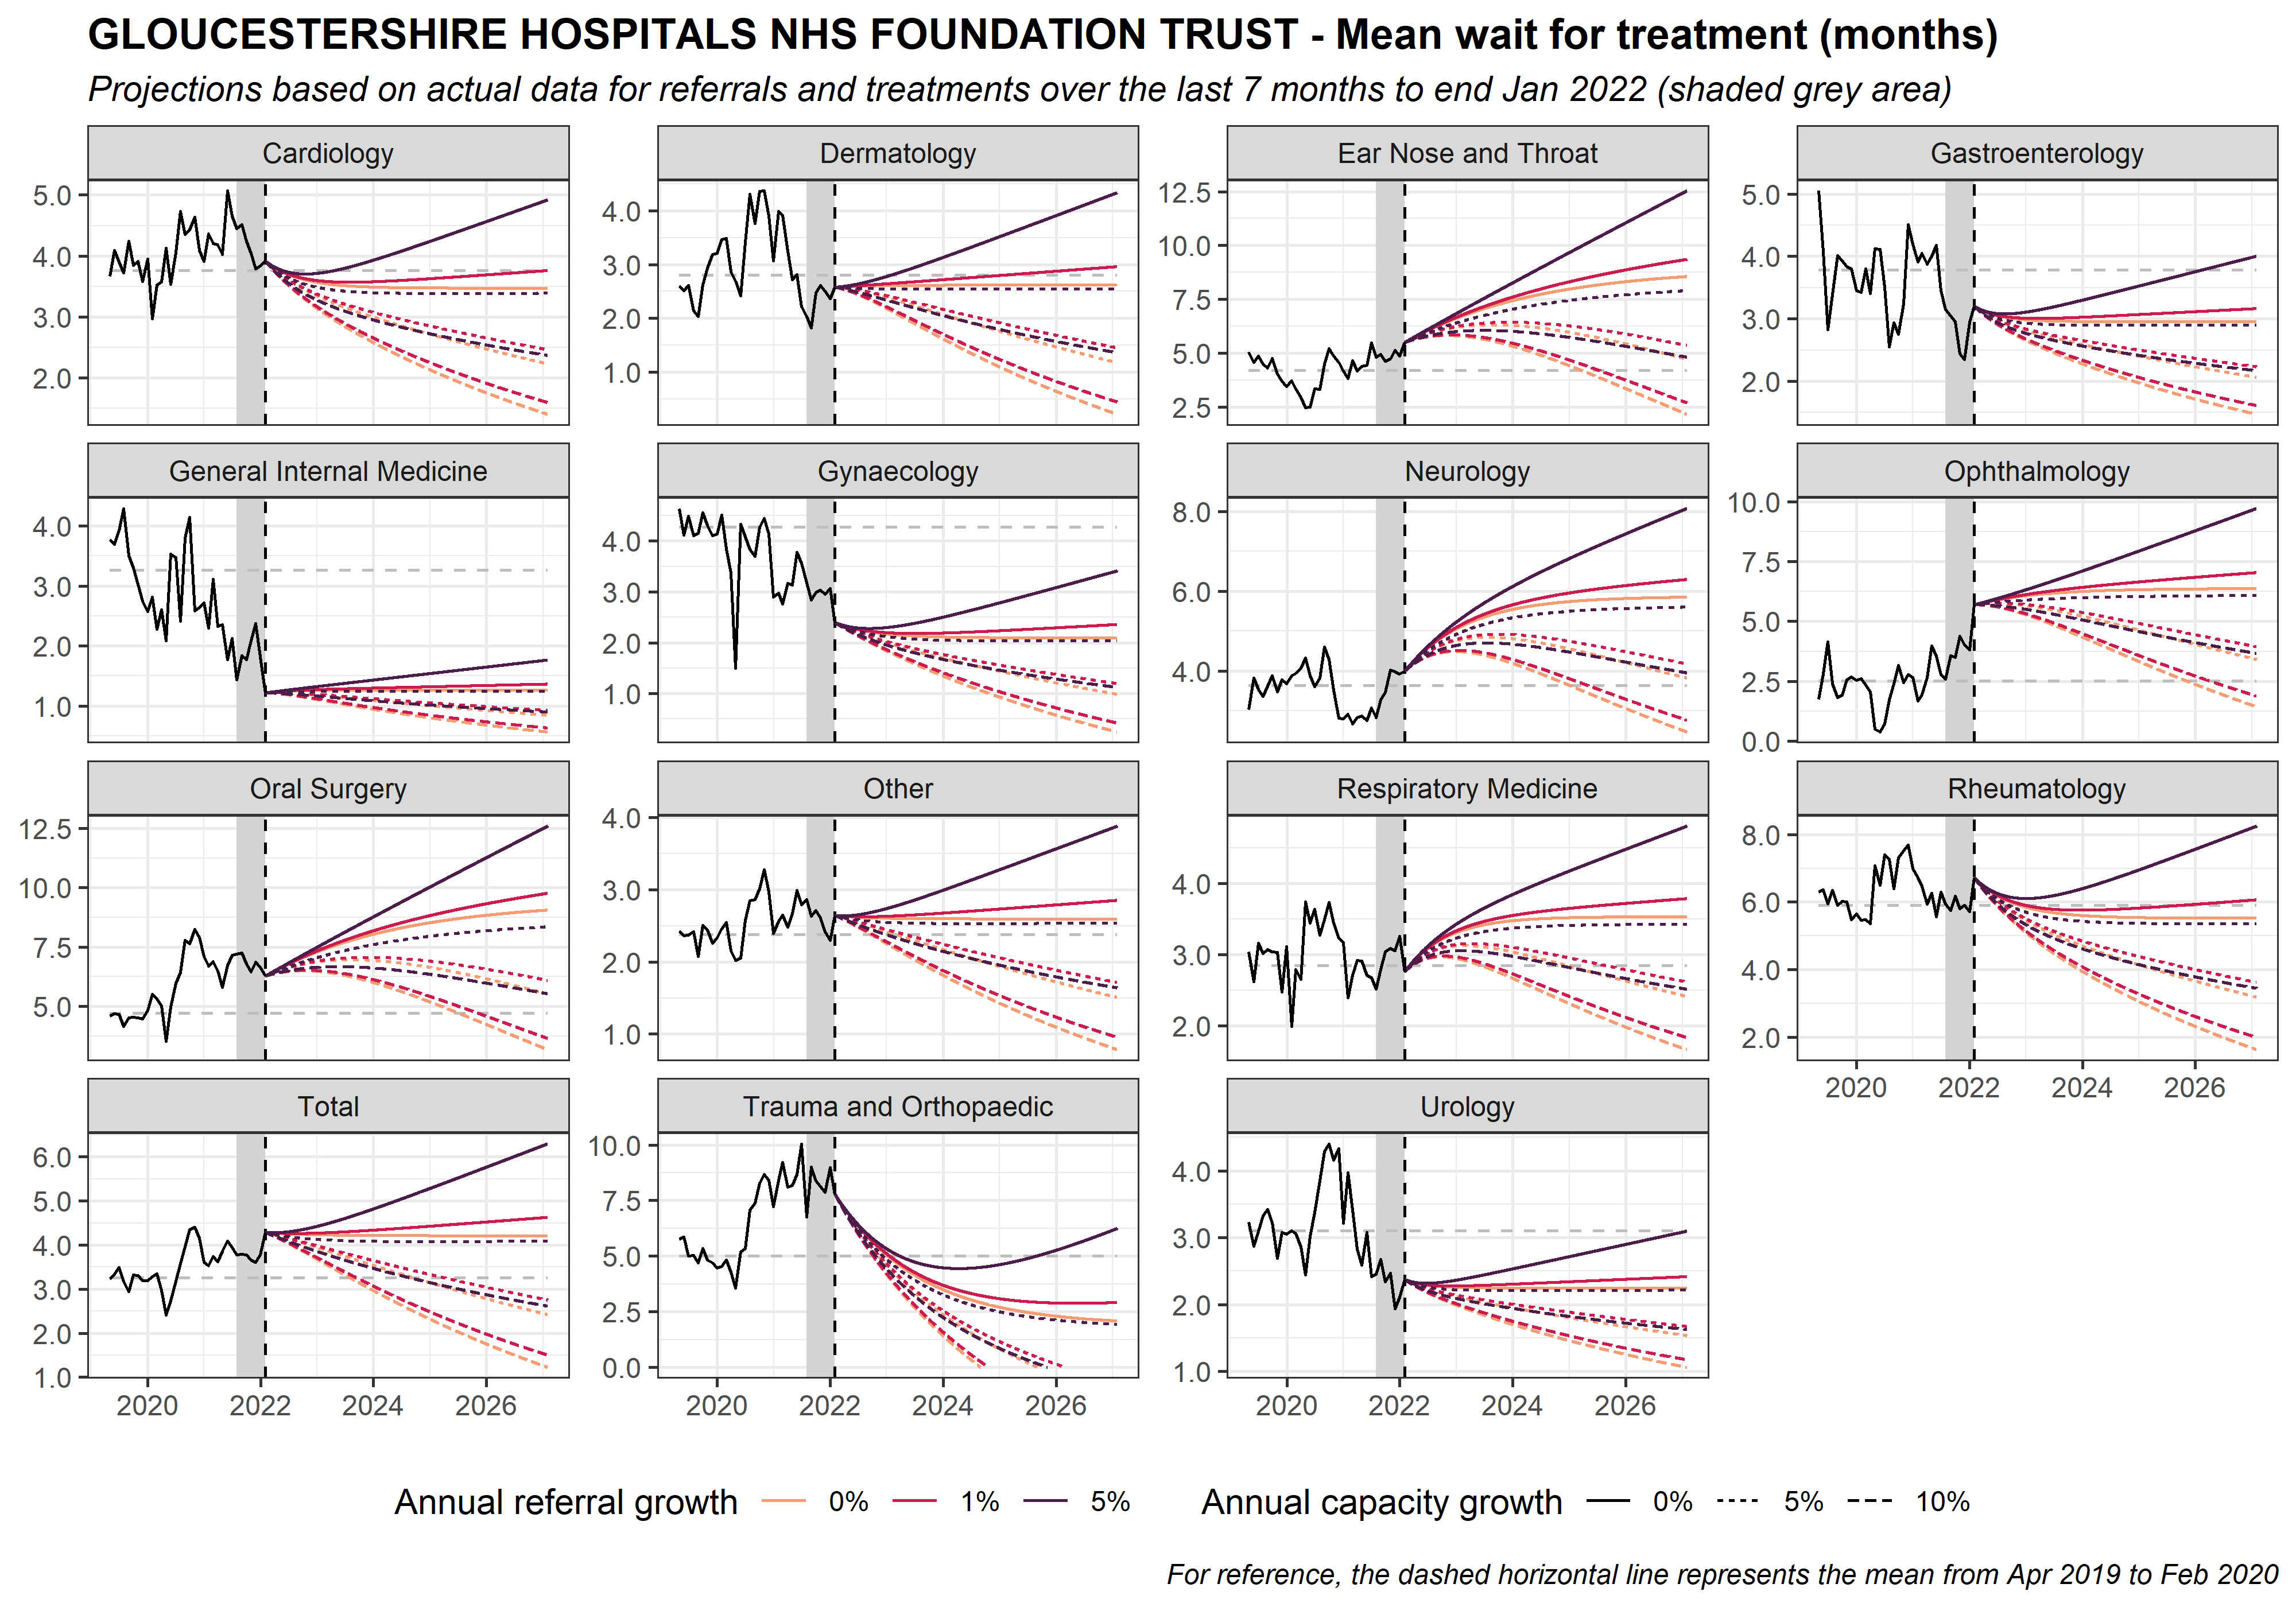 GLOUCESTERSHIRE HOSPITALS NHS FOUNDATION TRUST - Mean wait for treatment (months)
Projections based on actual data for referrals and treatments over the last 7 months to end Jan 2022 (shaded grey area)
Cardiology
5.0
4.0
3.0
2.0
Dermatology
4.0
3.0
2.0
1.0
Ear Nose and Throat
12.5
10.0
7.5
5.0
2.5
Gastroenterology
5.0
4.0
3.0
2.0
General Internal Medicine
4.0
3.0
2.0
1.0
Gynaecology
4.0
3.0
2.0
1.0
Neurology
8.0
6.0
4.0
Ophthalmology
10.0
7.5
5.0
2.5
0.0
Oral Surgery
12.5
10.0
7.5
5.0
Other
4.0
3.0
2.0
1.0
Respiratory Medicine
4.0
3.0
2.0
Rheumatology
8.0
6.0
4.0
2.0
2020 2022 2024 2026
Total
6.0
5.0
4.0
3.0
2.0
1.0
2020 2022 2024 2026
Trauma and Orthopaedic
10.0
7.5
5.0
2.5
0.0
2020 2022 2024 2026
Urology
4.0
3.0
2.0
1.0
2020 2022 2024 2026
Annual referral growth 0% 1% 5%
Annual capacity growth 0% 5% 10%
For reference, the dashed horizontal line represents the mean from Apr 2019 to Feb 2020